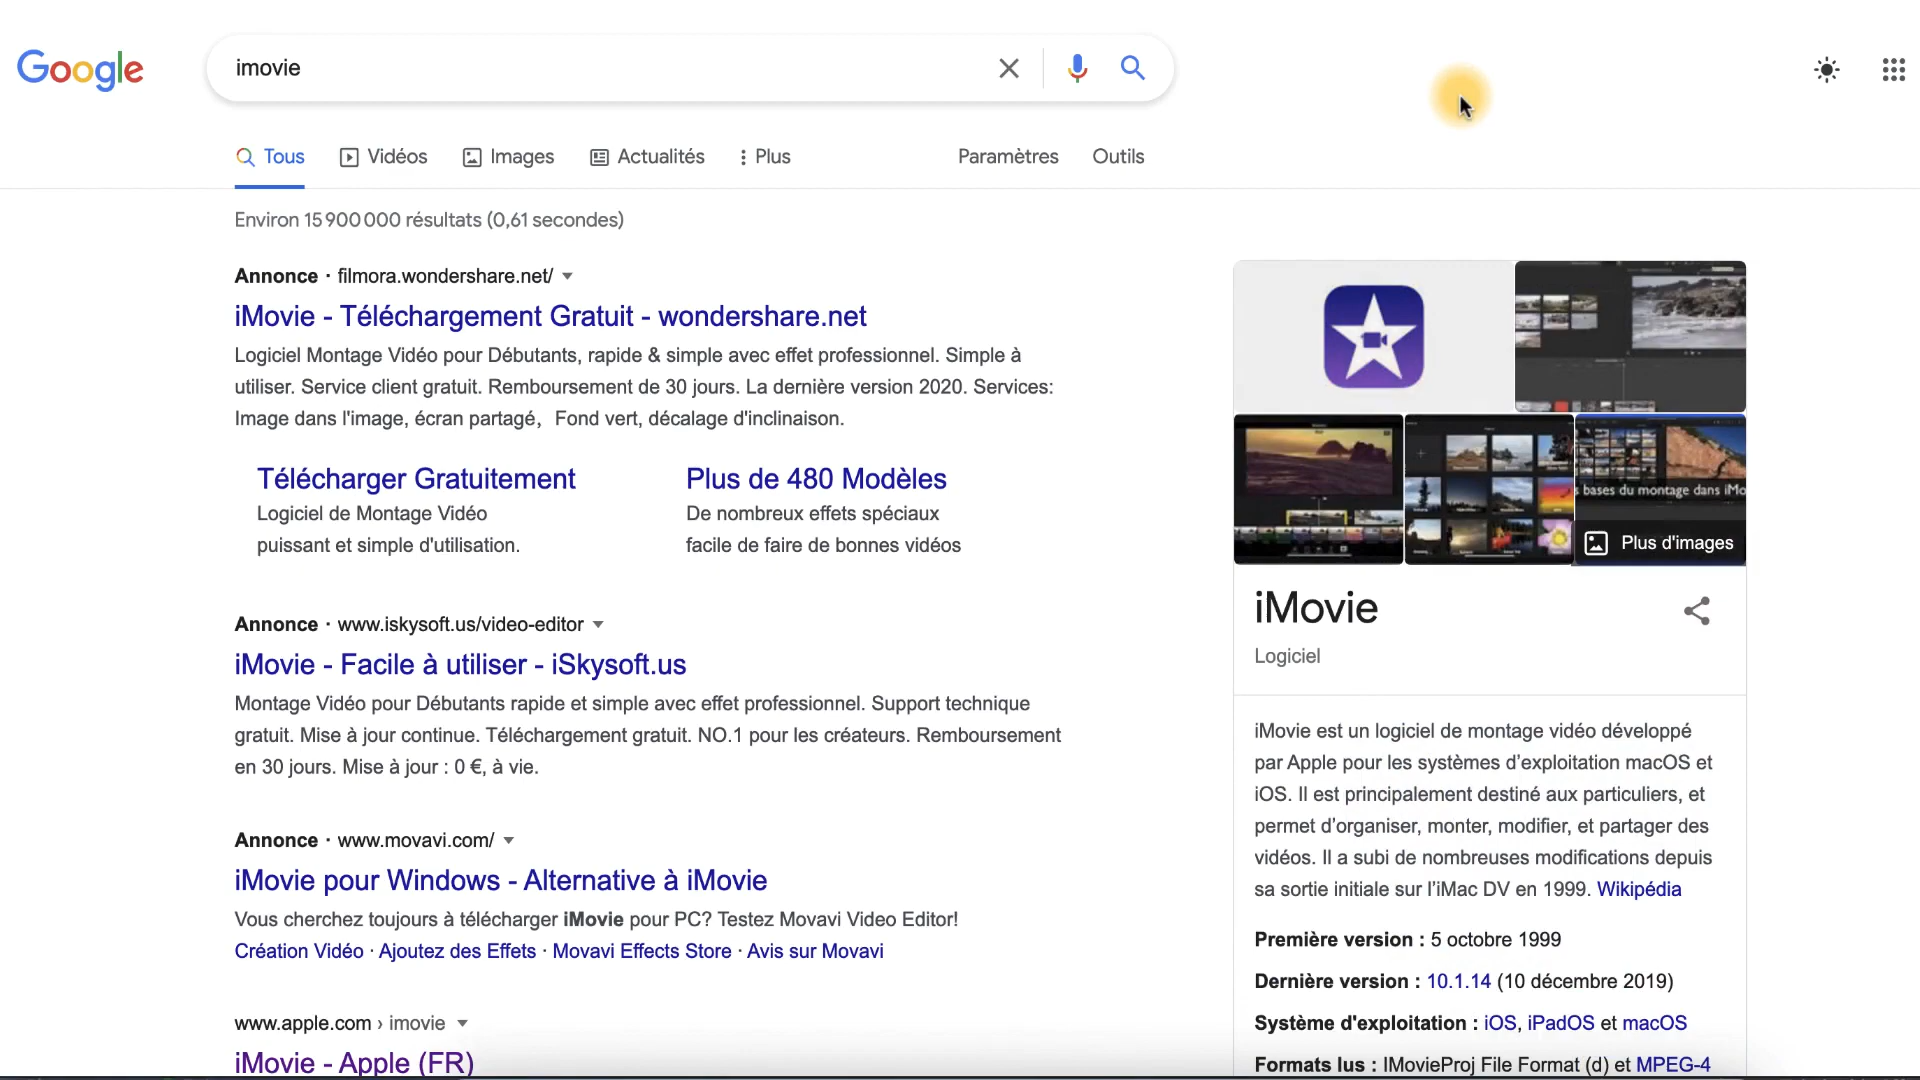 Google
imovie
Tous
Vidéos
Images
Actualités
Plus
Paramètres
Outils
Environ 15 900 000 résultats (0,61 secondes)
Annonce · filmora.wondershare.net/
iMovie - Téléchargement Gratuit - wondershare.net
Logiciel Montage Vidéo pour Débutants, rapide & simple avec effet professionnel. Simple à
utiliser. Service client gratuit. Remboursement de 30 jours. La dernière version 2020. Services:
Image dans l'image, écran partagé, Fond vert, décalage d'inclinaison.
Télécharger Gratuitement
Logiciel de Montage Vidéo
puissant et simple d'utilisation.
Plus de 480 Modèles
De nombreux effets spéciaux
facile de faire de bonnes vidéos
Annonce · www.iskysoft.us/video-editor
iMovie - Facile à utiliser - iSkysoft.us
Montage Vidéo pour Débutants rapide et simple avec effet professionnel. Support technique
gratuit. Mise à jour continue. Téléchargement gratuit. NO.1 pour les créateurs. Remboursement
en 30 jours. Mise à jour : 0 €, à vie.
Annonce · www.movavi.com/
iMovie pour Windows - Alternative à iMovie
Vous cherchez toujours à télécharger iMovie pour PC? Testez Movavi Video Editor!
Création Vidéo · Ajoutez des Effets · Movavi Effects Store · Avis sur Movavi
www.apple.com › imovie
iMovie - Apple (FR)
s bases du montage dans iMo
Plus d'images
iMovie
Logiciel
iMovie est un logiciel de montage vidéo développé
par Apple pour les systèmes d'exploitation macOS et
iOS. Il est principalement destiné aux particuliers, et
permet d'organiser, monter, modifier, et partager des
vidéos. Il a subi de nombreuses modifications depuis
sa sortie initiale sur l'iMac DV en 1999. Wikipédia
Première version : 5 octobre 1999
Dernière version : 10.1.14 (10 décembre 2019)
Système d'exploitation : iOS, iPadOS et macOS
Formats lus : IMovieProj File Format (d) et MPEG-4